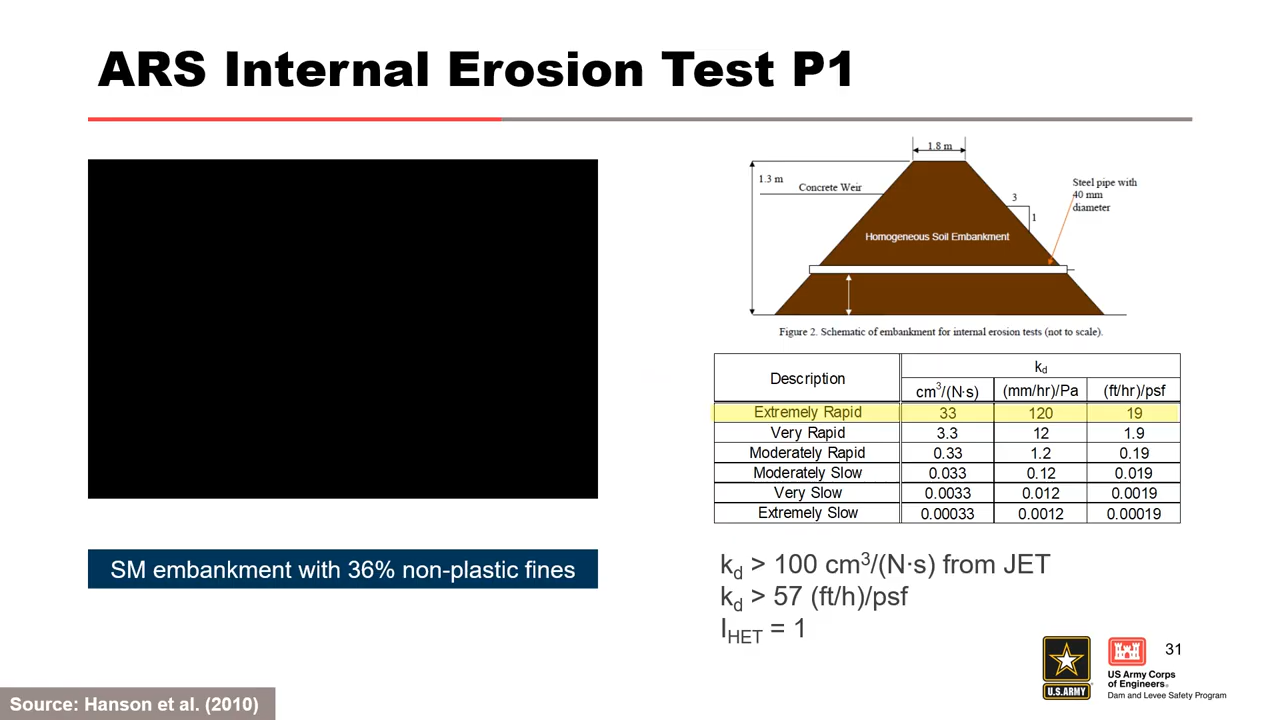 ARS Internal Erosion Test P1
1.8 m
1.3 m
Concrete Weir
Steel pipe with
40 mm
diameter
3
1
Homogeneous Soil Embankment
Figure 2. Schematic of embankment for internal erosion tests (not to scale).
Description kd
cm3/(N·s) (mm/hr)/Pa (ft/hr)/psf
Extremely Rapid 33 120 19
Very Rapid 3.3 12 1.9
Moderately Rapid 0.33 1.2 0.19
Moderately Slow 0.033 0.12 0.019
Very Slow 0.0033 0.012 0.0019
Extremely Slow 0.00033 0.0012 0.00019
SM embankment with 36% non-plastic fines
kd > 100 cm3/(N·s) from JET
kd > 57 (ft/h)/psf
IHET = 1
31
U.S.ARMY
US Army Corps
of Engineers®
Dam and Levee Safety Program
Source: Hanson et al. (2010)